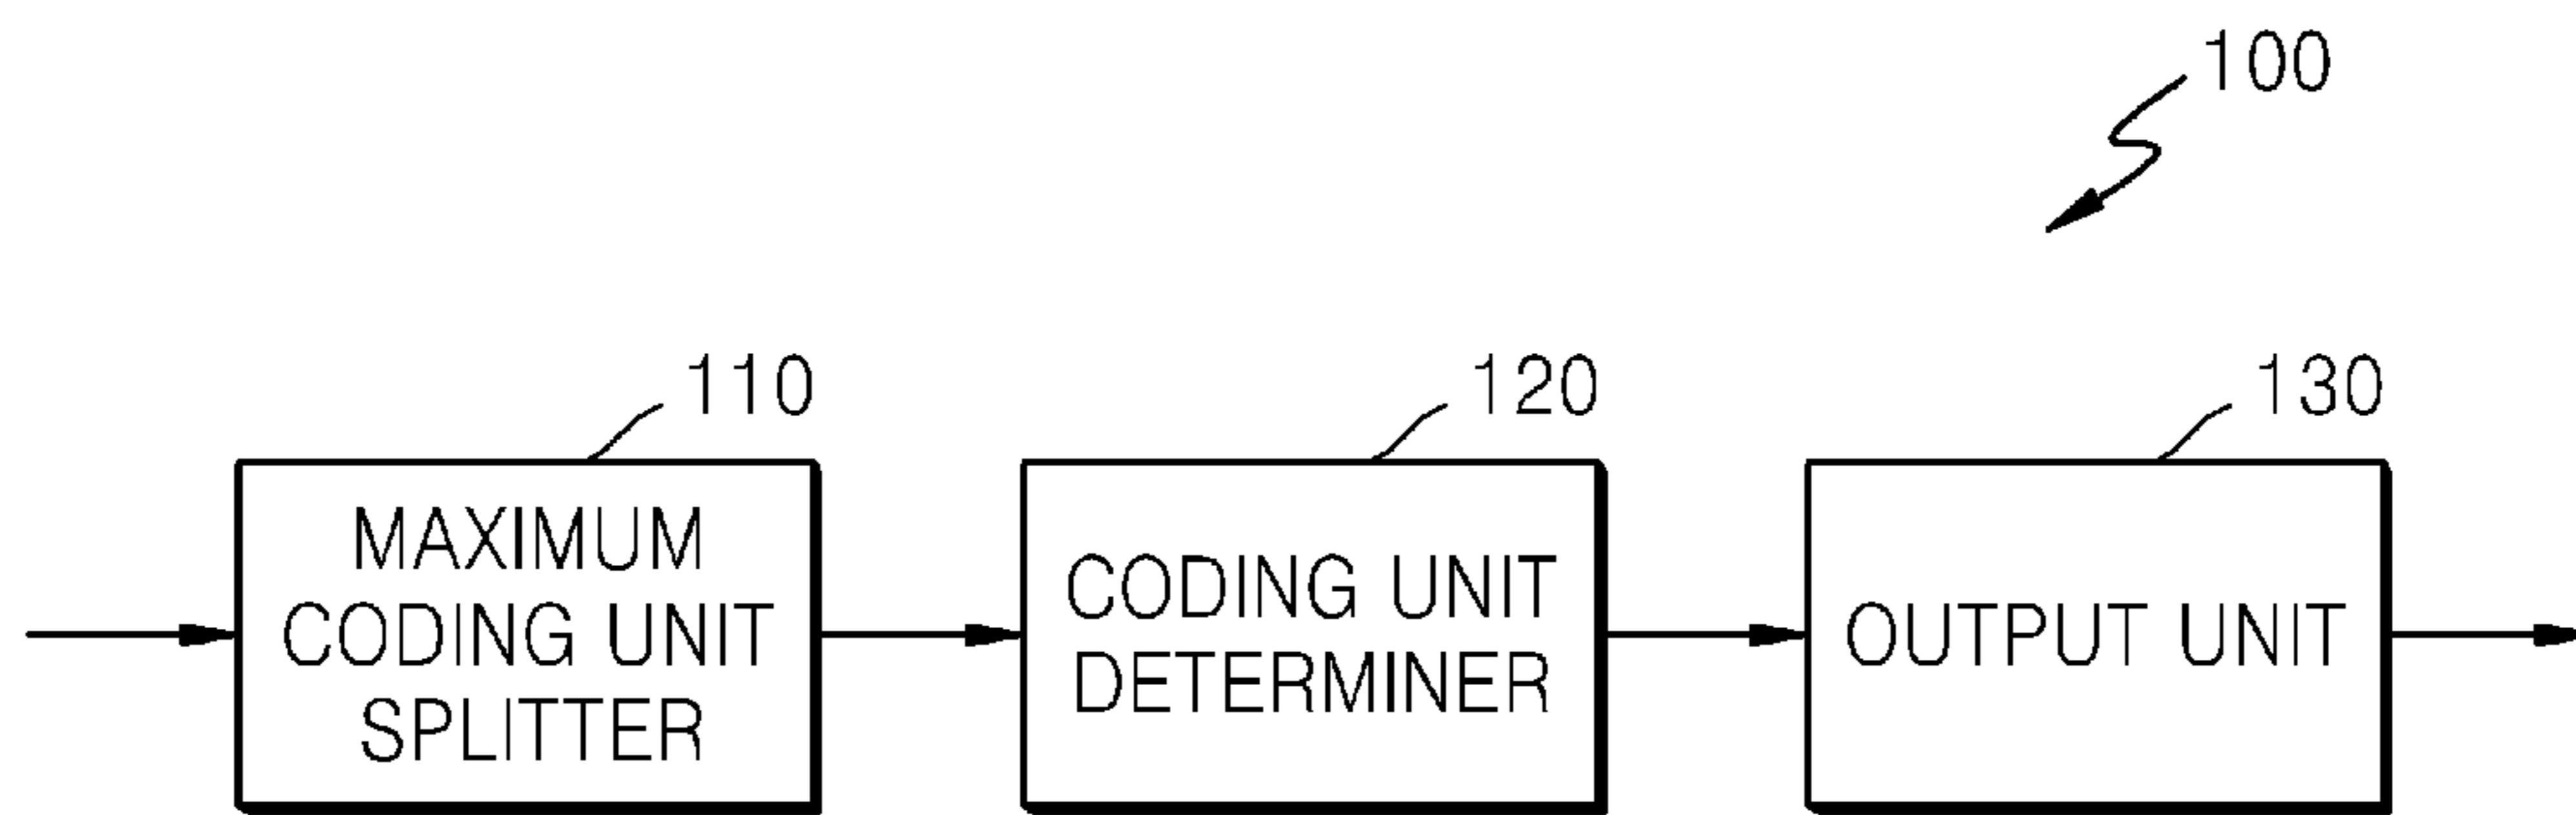 100
110
120
130
MAXIMUM
CODING UNIT
SPLITTER
CODING UNIT
DETERMINER
OUTPUT UNIT